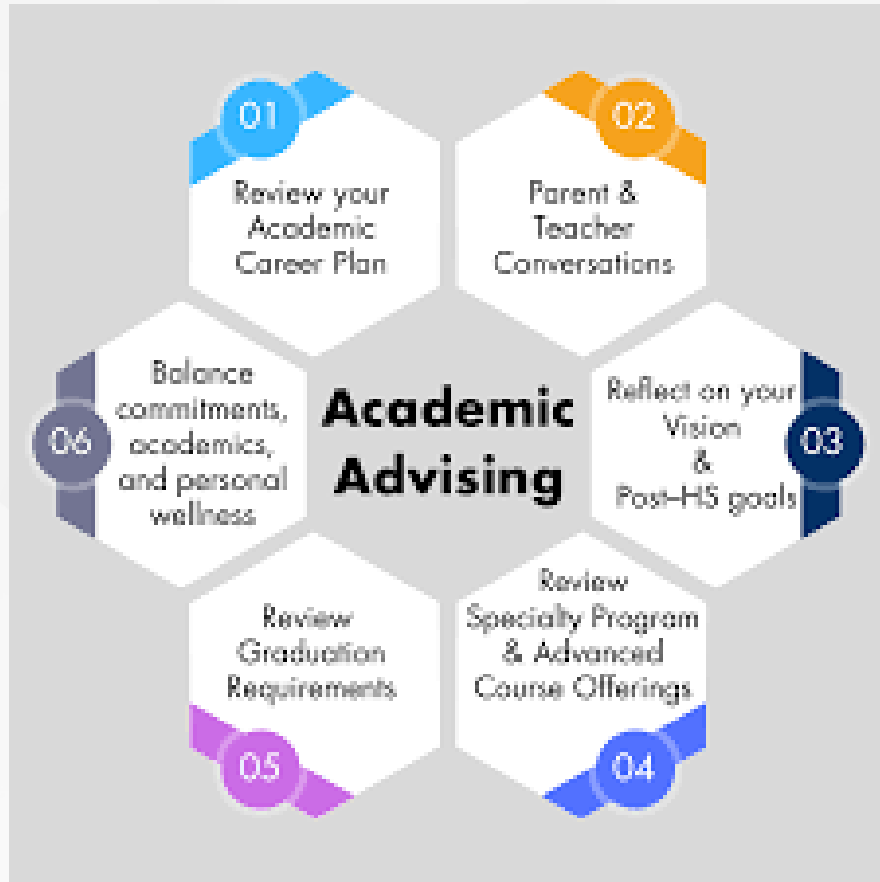 01
Review your
Academic
Career Plan
02
Parent &
Teacher
Conversations
Academic
Advising
Reflect on your
Vision
&
Post-HS goals
03
Review
Specialty Program
& Advanced
Course Offerings
04
Review
Graduation
Requirements
05
06
Balance
commitments,
academics,
and personal
wellness